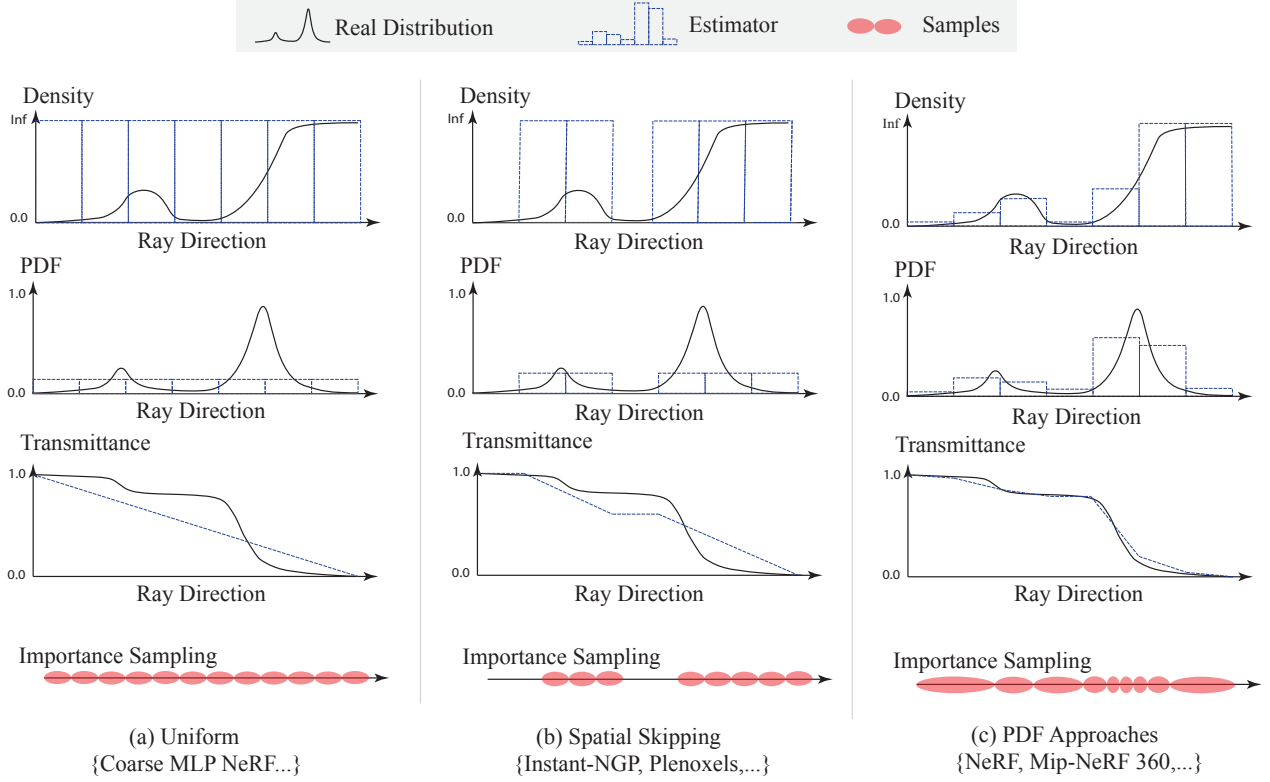 Real Distribution
Estimator
Samples
Density
Inf
0.0
Ray Direction
PDF
1.0
0.0
Ray Direction
Transmittance
1.0
0.0
Ray Direction
Importance Sampling
(a) Uniform
{Coarse MLP NeRF...}
Density
Inf
0.0
Ray Direction
PDF
1.0
0.0
Ray Direction
Transmittance
1.0
0.0
Ray Direction
Importance Sampling
(b) Spatial Skipping
{Instant-NGP, Plenoxels,...}
Density
Inf
0.0
Ray Direction
PDF
1.0
0.0
Ray Direction
Transmittance
1.0
0.0
Ray Direction
Importance Sampling
(c) PDF Approaches
{NeRF, Mip-NeRF 360,...}